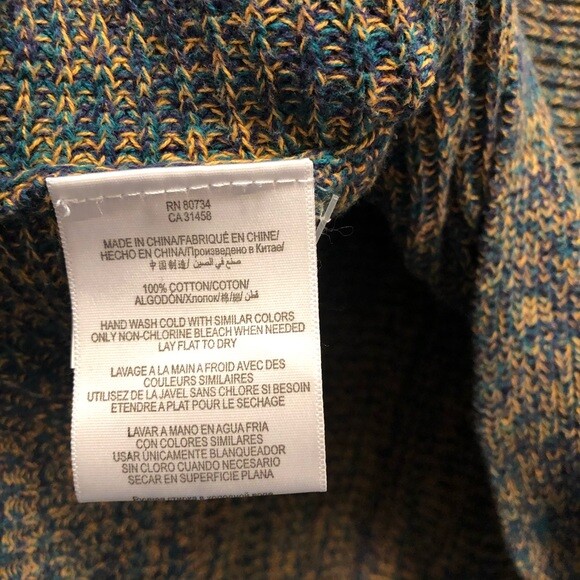 RN 80734
CA 31458
MADE IN CHINA/FABRIQUÉ EN CHINE/
HECHO EN CHINA/Произведено в Китае/
中国制造/صنع في الصين
100% COTTON/COTON/
ALGODÓN/Хлопок/棉/قطن
HAND WASH COLD WITH SIMILAR COLORS
ONLY NON-CHLORINE BLEACH WHEN NEEDED
LAY FLAT TO DRY
LAVAGE A LA MAIN A FROID AVEC DES
COULEURS SIMILAIRES
UTILISEZ DE LA JAVEL SANS CHLORE SI BESOIN
ETENDRE A PLAT POUR LE SECHAGE
LAVAR A MANO EN AGUA FRIA
CON COLORES SIMILARES
USAR ÚNICAMENTE BLANQUEADOR
SIN CLORO CUANDO NECESARIO
SECAR EN SUPERFICIE PLANA